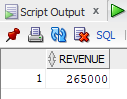 Script Output
SQL
REVENUE
1 265000